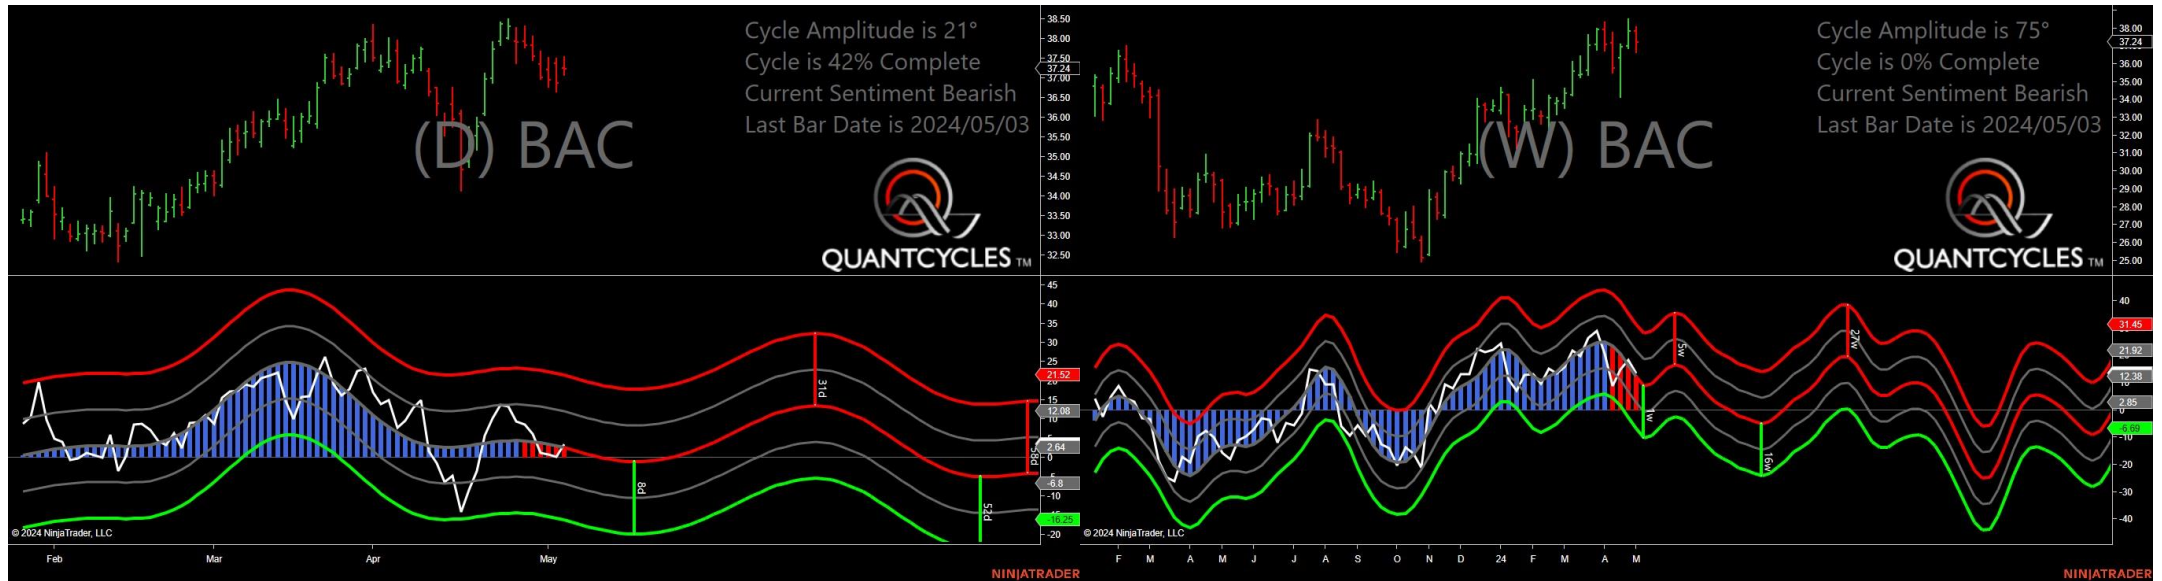 Cycle Amplitude is 21°
Cycle is 42% Complete
Current Sentiment Bearish
Last Bar Date is 2024/05/03
(D) BAC
QUANTCYCLES TM
38.50
38.00
37.50
37.24
37.00
36.50
36.00
35.50
35.00
34.50
34.00
33.50
33.00
32.50
45
40
35
30
25
21.52
15
12.08
2.64
0
-6.8
-10
-16.25
-20
8d
31d
52d
58d
© 2024 NinjaTrader, LLC
Feb Mar Apr May
NINJATRADER
Cycle Amplitude is 75°
Cycle is 0% Complete
Current Sentiment Bearish
Last Bar Date is 2024/05/03
(W) BAC
QUANTCYCLES TM
38.00
37.24
36.00
35.00
34.00
33.00
32.00
31.00
30.00
29.00
28.00
27.00
26.00
25.00
40
31.45
21.92
12.38
2.85
0
-6.69
-10
-20
-30
-40
1w
5w
16w
27w
© 2024 NinjaTrader, LLC
F M A M J J A S O N D 24 F M A M
NINJATRADER